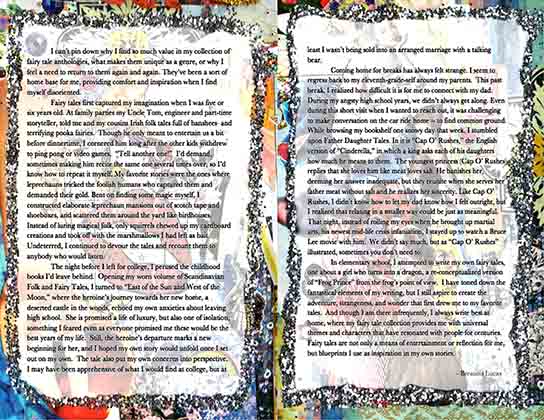 I can't pin down why I find so much value in my collection of
fairy tale anthologies, what makes them unique as a genre, or why I
feel a need to return to them again and again. They've been a sort of
home base for me, providing comfort and inspiration when I find
myself disoriented.
Fairy tales first captured my imagination when I was five or
six years old. At family parties my Uncle Tom, engineer and part-time
storyteller, told me and my cousins Irish folk tales full of banshees and
terrifying pooka fairies. Though he only meant to entertain us a bit
before dinnertime, I cornered him long after the other kids withdrew
to ping pong or video games. "Tell another one!" I'd demand,
sometimes making him recite the same one several times over, so I'd
know how to repeat it myself. My favorite stories were the ones where
leprechauns tricked the foolish humans who captured them and
demanded their gold. Bent on finding some magic myself, I
constructed elaborate leprechaun mansions out of scotch tape and
shoeboxes, and scattered them around the yard like birdhouses.
Instead of luring magical folk, only squirrels chewed up my cardboard
creations and took off with the marshmallows I had left as bait.
Undeterred, I continued to devour the tales and recount them to
anybody who would listen.
The night before I left for college, I perused the childhood
books I'd leave behind. Opening my worn volume of Scandinavian
Folk and Fairy Tales, I turned to "East of the Sun and West of the
Moon," where the heroine's journey towards her new home, a
deserted castle in the woods, echoed my own anxieties about leaving
high school. She is promised a life of luxury, but also one of isolation,
something I feared even as everyone promised me these would be the
best years of my life. Still, the heroine's departure marks a new
beginning for her, and I hoped my own story would unfold once I set
out on my own. The tale also put my own concerns into perspective.
I may have been apprehensive of what I would find at college, but at
least I wasn't being sold into an arranged marriage with a talking
bear.
Coming home for breaks has always felt strange. I seem to
regress back to my eleventh-grade-self around my parents. This past
break, I realized how difficult it is for me to connect with my dad.
During my angsty high school years, we didn't always get along. Even
during this short visit when I wanted to reach out, it was challenging
to make conversation on the car ride home – to find common ground.
While browsing my bookshelf one snowy day that week, I stumbled
upon Father Daughter Tales. In it is "Cap O' Rushes," the English
version of "Cinderella," in which a king asks each of his daughters
how much he means to them. The youngest princess (Cap O' Rushes)
replies that she loves him like meat loves salt. He banishes her,
deeming her answer inadequate, but they reunite when she serves her
father meat without salt and he realizes her sincerity. Like Cap O'
Rushes, I didn't know how to let my dad know how I felt outright, but
I realized that relating in a smaller way could be just as meaningful.
That night, instead of rolling my eyes when he brought up martial
arts, his newest mid-life crisis infatuation, I stayed up to watch a Bruce
Lee movie with him. We didn't say much, but as "Cap O' Rushes"
illustrated, sometimes you don't need to.
In elementary school, I attempted to write my own fairy tales,
one about a girl who turns into a dragon, a re-conceptualized version
of "Frog Prince" from the frog's point of view. I have toned down the
fantastical elements of my writing, but I still aspire to create the
adventure, strangeness, and wonder that first drew me to my favorite
tales. And though I am there infrequently, I always write best at
home, where my fairy tale collection provides me with universal
themes and characters that have resonated with people for centuries.
Fairy tales are not only a means of entertainment or reflection for me,
but blueprints I use as inspiration in my own stories.
Lucas